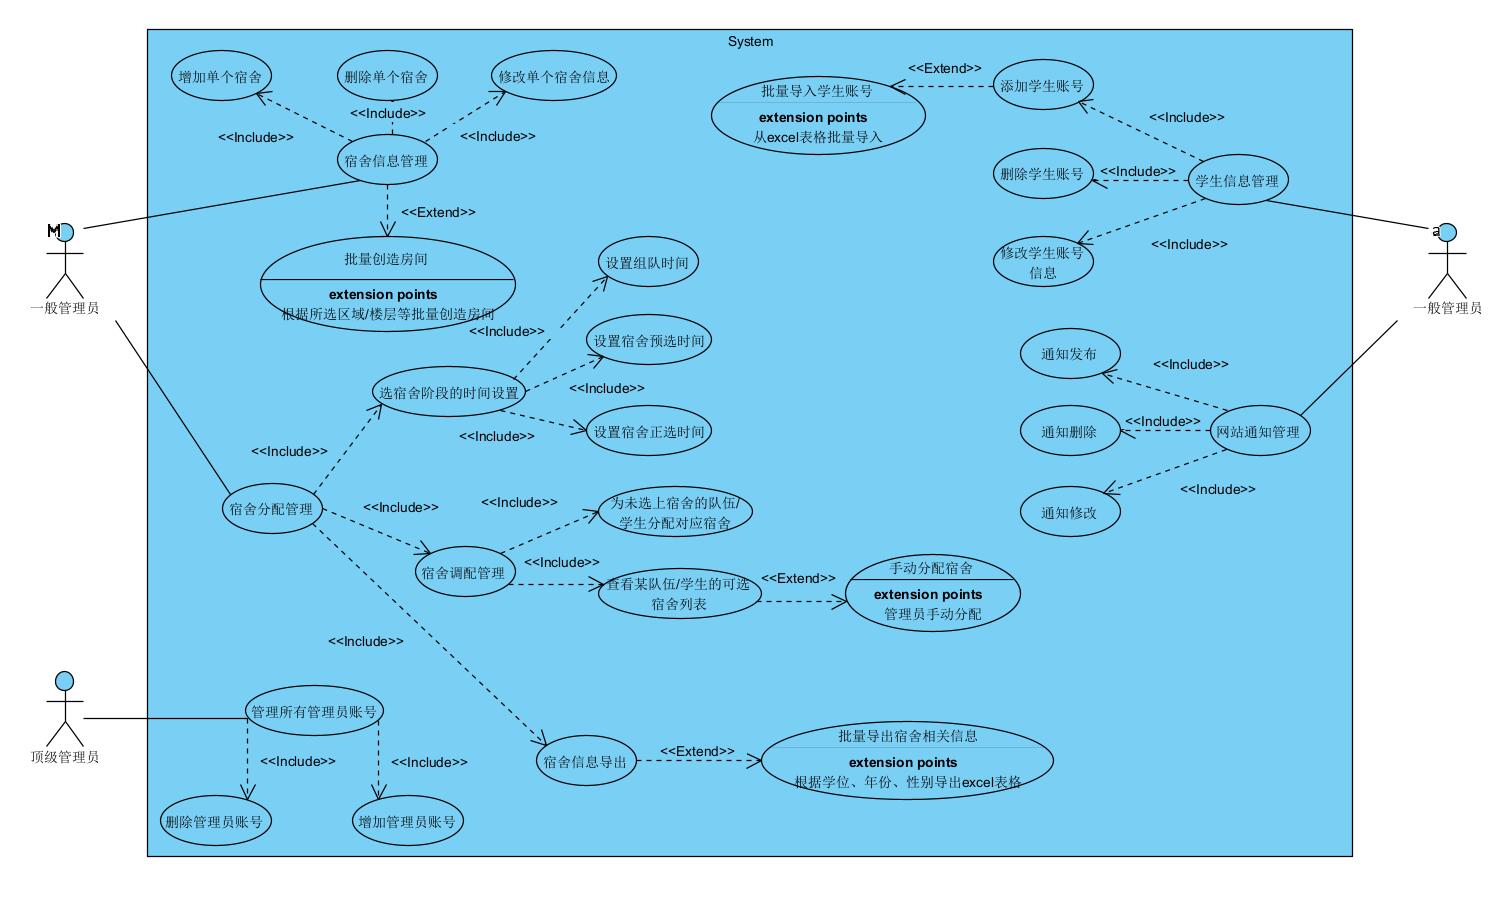 System
增加单个宿舍
删除单个宿舍
修改单个宿舍信息
<<Include>>
<<Include>>
<<Include>>
宿舍信息管理
<<Extend>>
批量创造房间
extension points
根据所选区域/楼层等批量创造房间
M
一般管理员
<<Extend>>
批量导入学生账号
extension points
从excel表格批量导入
添加学生账号
<<Include>>
删除学生账号
<<Include>>
学生信息管理
修改学生账号
信息
<<Include>>
a
一般管理员
设置组队时间
<<Include>>
设置宿舍预选时间
<<Include>>
选宿舍阶段的时间设置
设置宿舍正选时间
<<Include>>
<<Include>>
通知发布
<<Include>>
通知删除
<<Include>>
网站通知管理
通知修改
<<Include>>
宿舍分配管理
<<Include>>
<<Include>>
为未选上宿舍的队伍/
学生分配对应宿舍
宿舍调配管理
<<Include>>
查看某队伍/学生的可选
宿舍列表
<<Extend>>
手动分配宿舍
extension points
管理员手动分配
<<Include>>
顶级管理员
管理所有管理员账号
<<Include>>
<<Include>>
删除管理员账号
增加管理员账号
宿舍信息导出
<<Extend>>
批量导出宿舍相关信息
extension points
根据学位、年份、性别导出excel表格